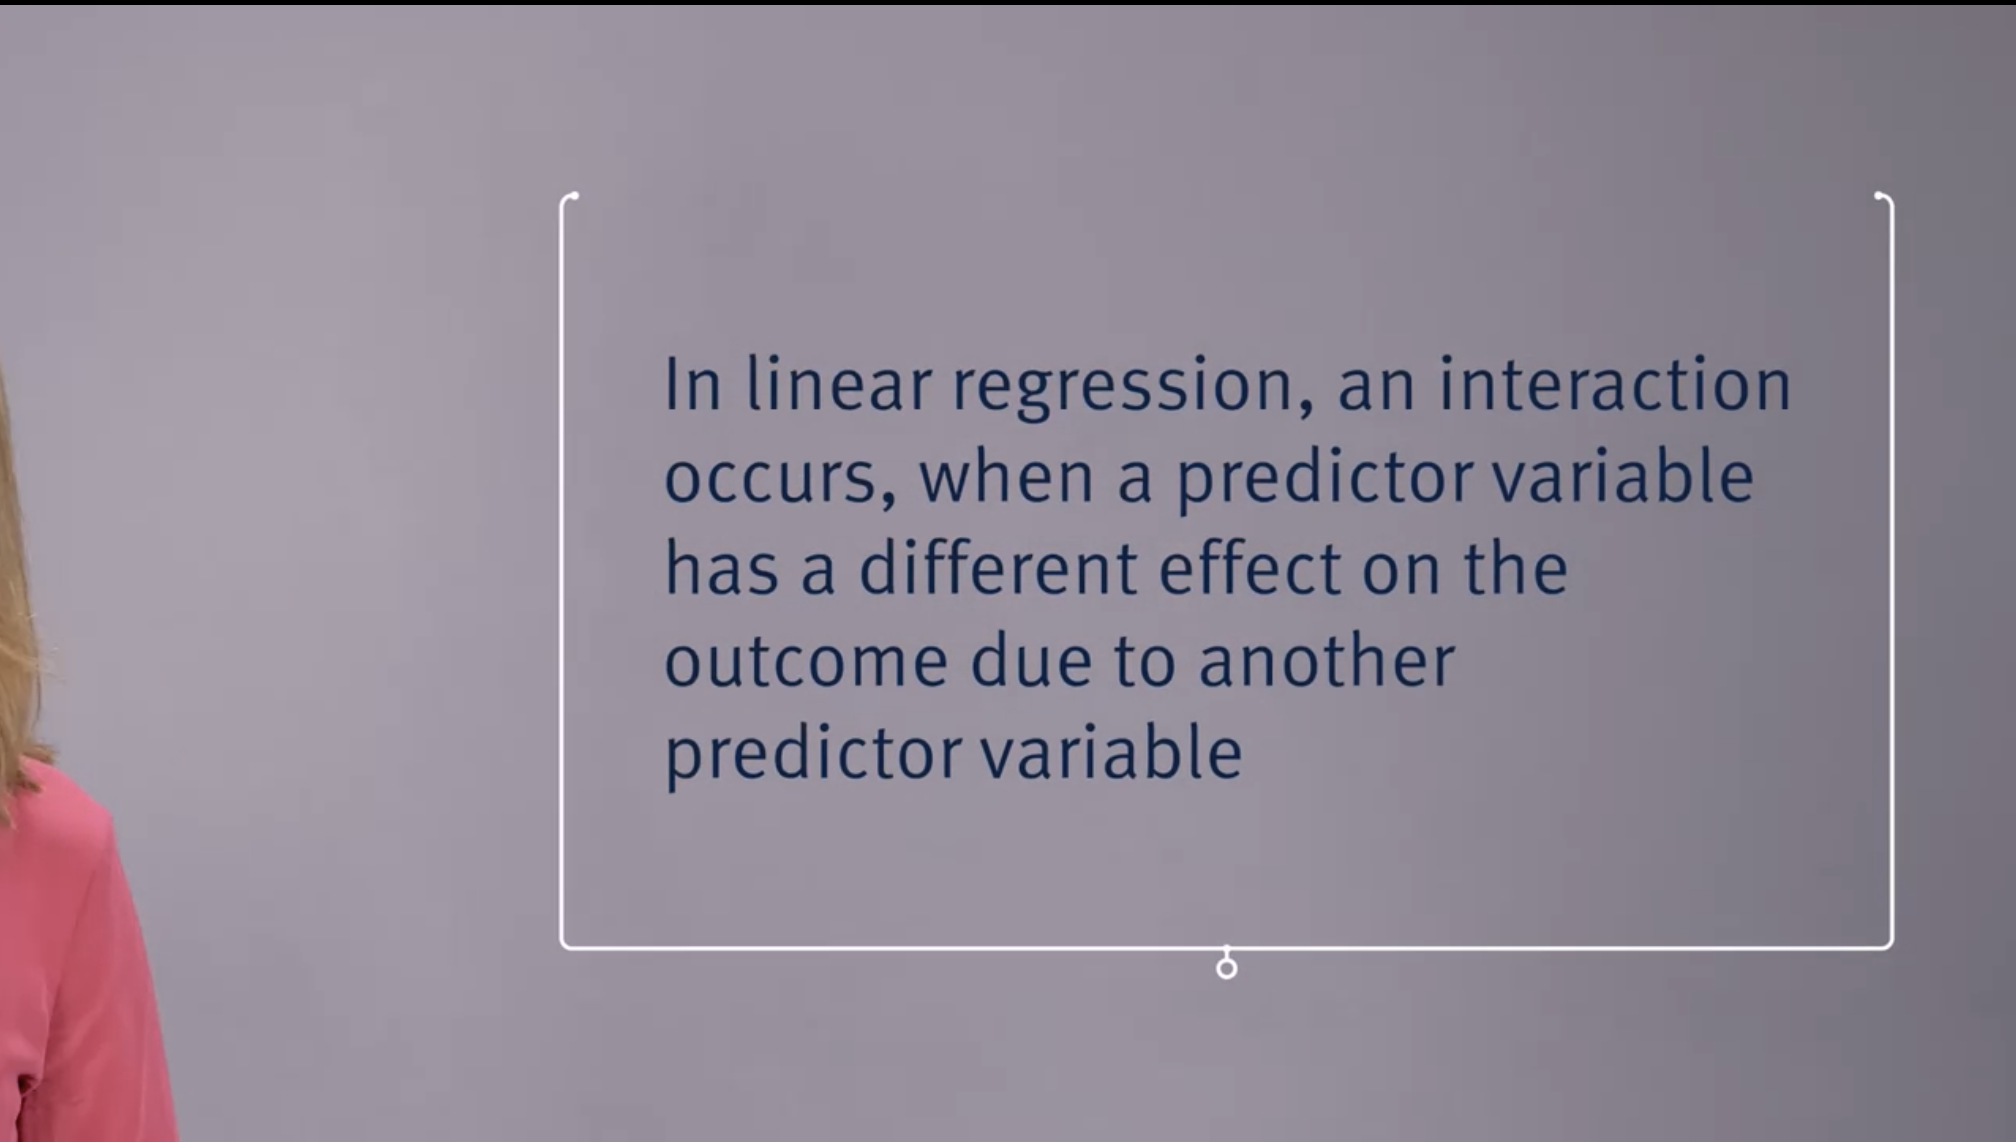 In linear regression, an interaction
occurs, when a predictor variable
has a different effect on the
outcome due to another
predictor variable